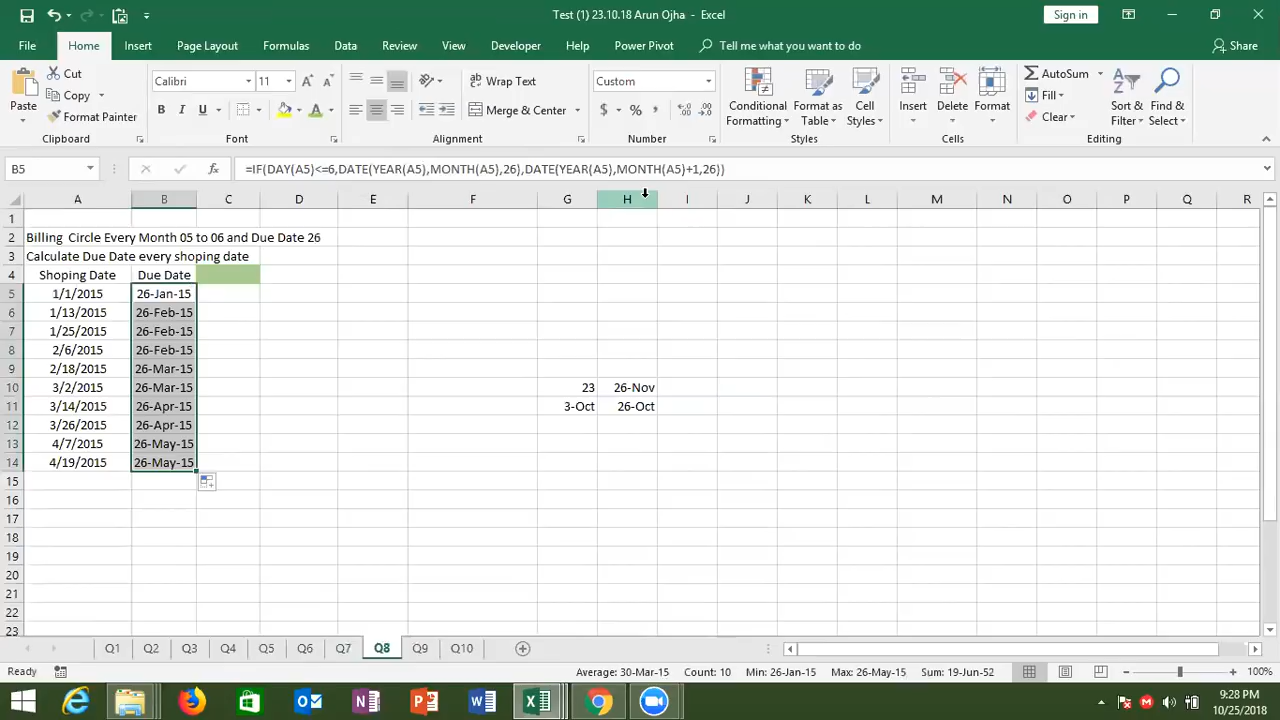 Test (1) 23.10.18 Arun Ojha - Excel
Sign in
File Home Insert Page Layout Formulas Data Review View Developer Help Power Pivot Tell me what you want to do Share
Paste
Cut
Copy
Format Painter
Clipboard
Calibri 11
B I U
Font
Wrap Text
Merge & Center
Alignment
Custom
$ % ,
Number
Conditional Formatting
Format as Table
Cell Styles
Styles
Insert
Delete
Format
Cells
AutoSum
Fill
Clear
Sort & Filter
Find & Select
Editing
B5 =IF(DAY(A5)<=6,DATE(YEAR(A5),MONTH(A5),26),DATE(YEAR(A5),MONTH(A5)+1,26))
A B C D E F G H I J K L M N O P Q R
1
2 Billing Circle Every Month 05 to 06 and Due Date 26
3 Calculate Due Date every shoping date
4 Shoping Date Due Date
5 1/1/2015 26-Jan-15
6 1/13/2015 26-Feb-15
7 1/25/2015 26-Feb-15
8 2/6/2015 26-Feb-15
9 2/18/2015 26-Mar-15
10 3/2/2015 26-Mar-15 23 26-Nov
11 3/14/2015 26-Apr-15 3-Oct 26-Oct
12 3/26/2015 26-Apr-15
13 4/7/2015 26-May-15
14 4/19/2015 26-May-15
15
16
17
18
19
20
21
22
23
Q1 Q2 Q3 Q4 Q5 Q6 Q7 Q8 Q9 Q10
Ready Average: 30-Mar-15 Count: 10 Min: 26-Jan-15 Max: 26-May-15 Sum: 19-Jun-52 100%
9:28 PM
10/25/2018